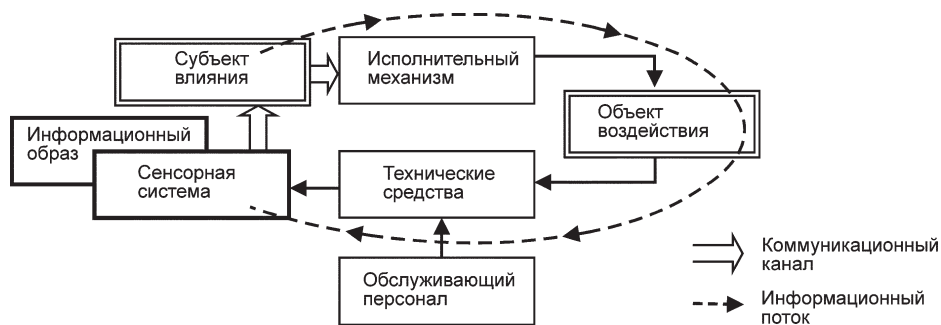 Субъект
влияния
Исполнительный
механизм
Объект
воздействия
Информационный
образ
Сенсорная
система
Технические
средства
Обслуживающий
персонал
Коммуникационный
канал
Информационный
поток